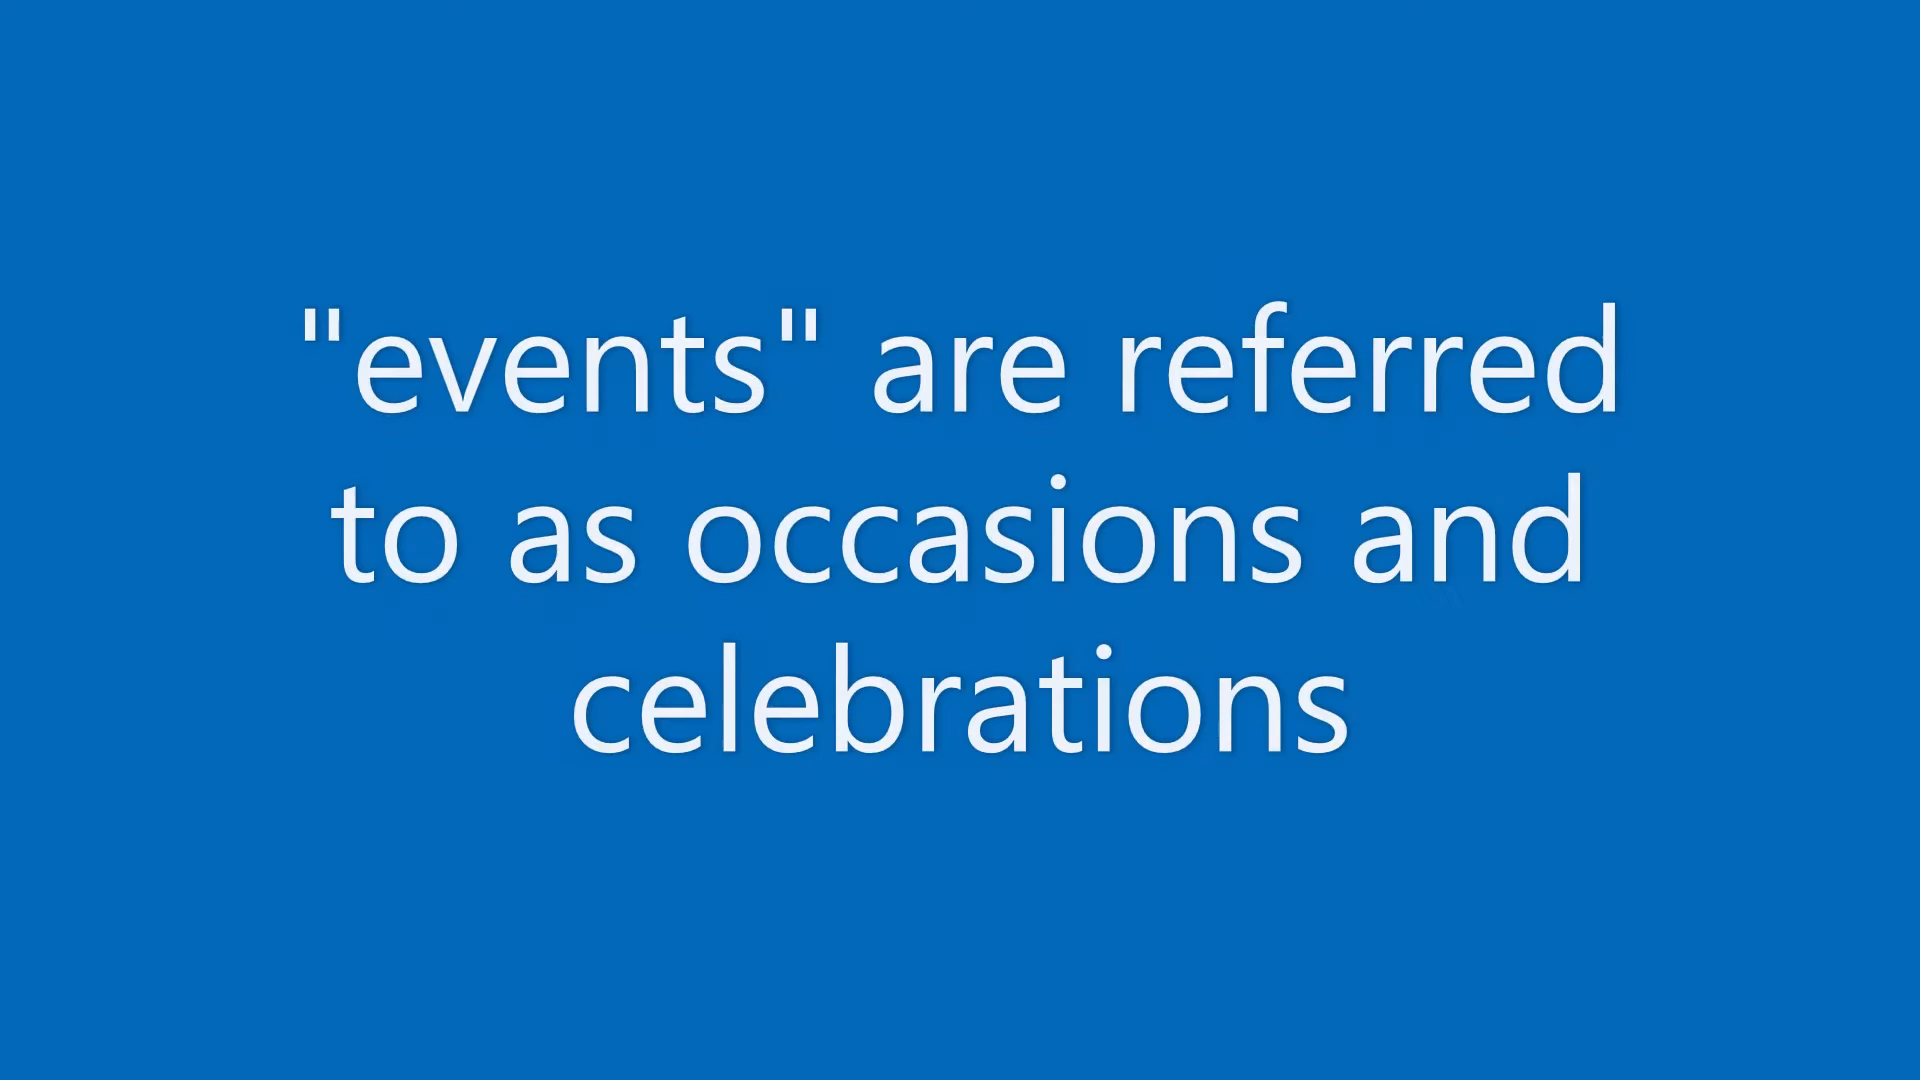 "events" are referred
to as occasions and
celebrations